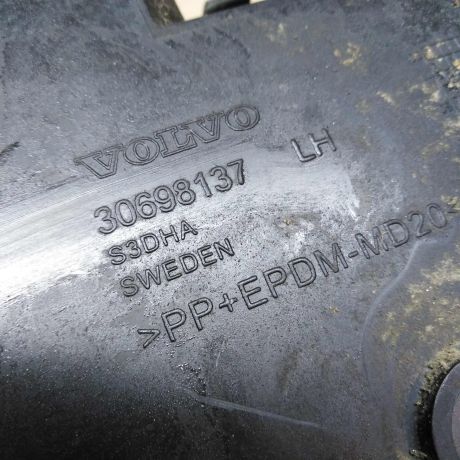 VOLVO
30698137 LH
S3DHA
SWEDEN
>PP+EPDM-MD20<